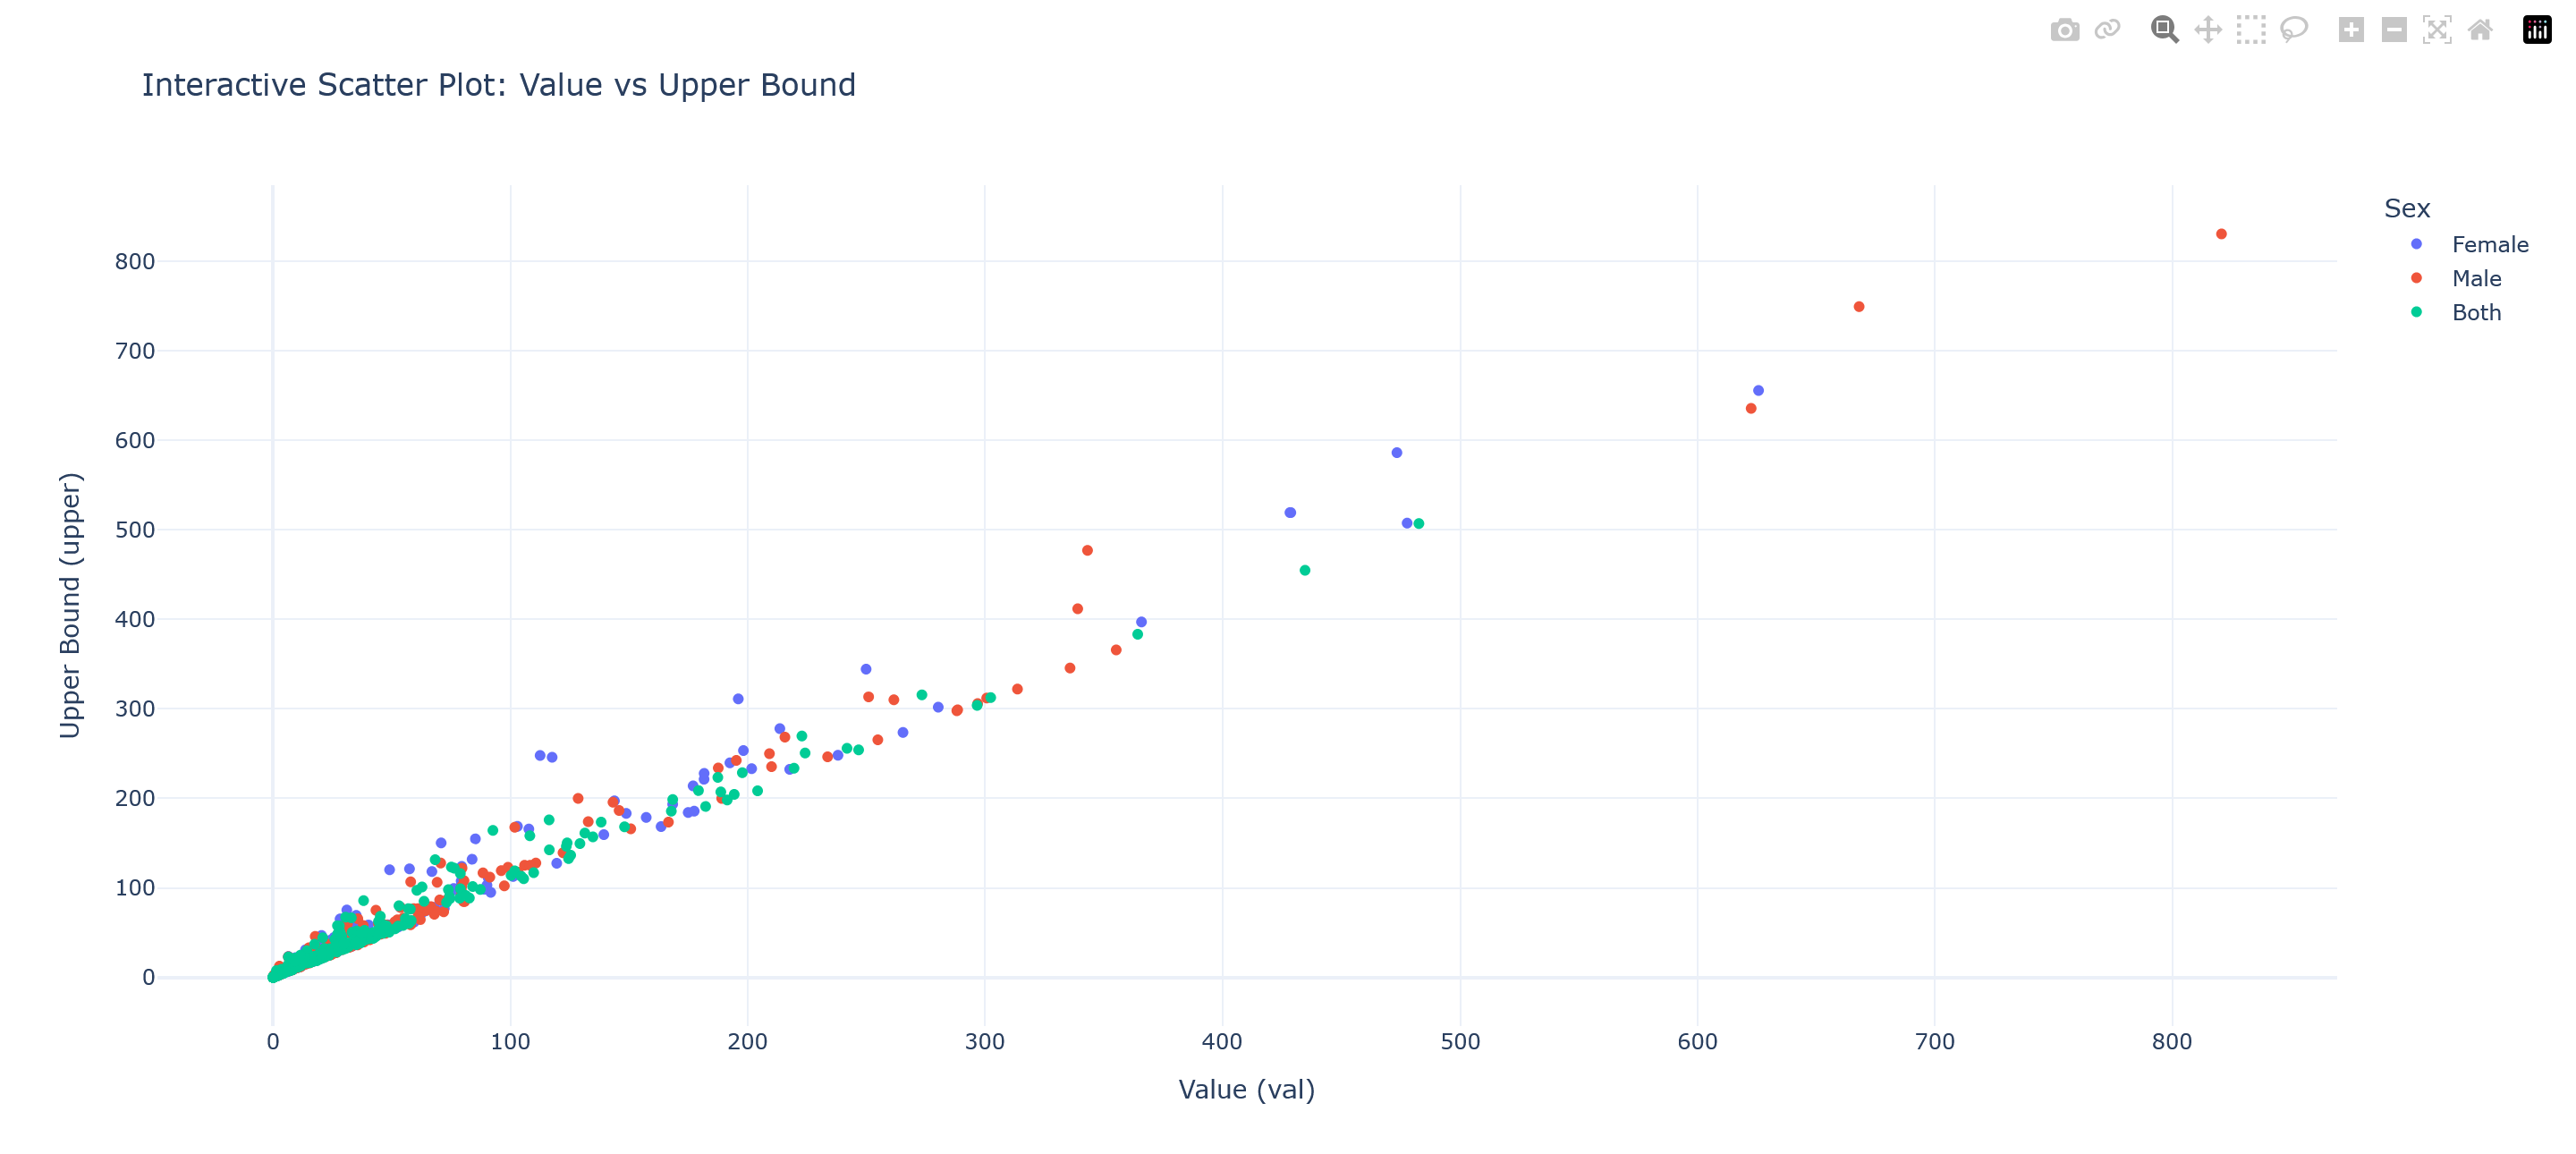 Interactive Scatter Plot: Value vs Upper Bound
Sex
Female
Male
Both
Upper Bound (upper)
800
700
600
500
400
300
200
100
0
0 100 200 300 400 500 600 700 800
Value (val)